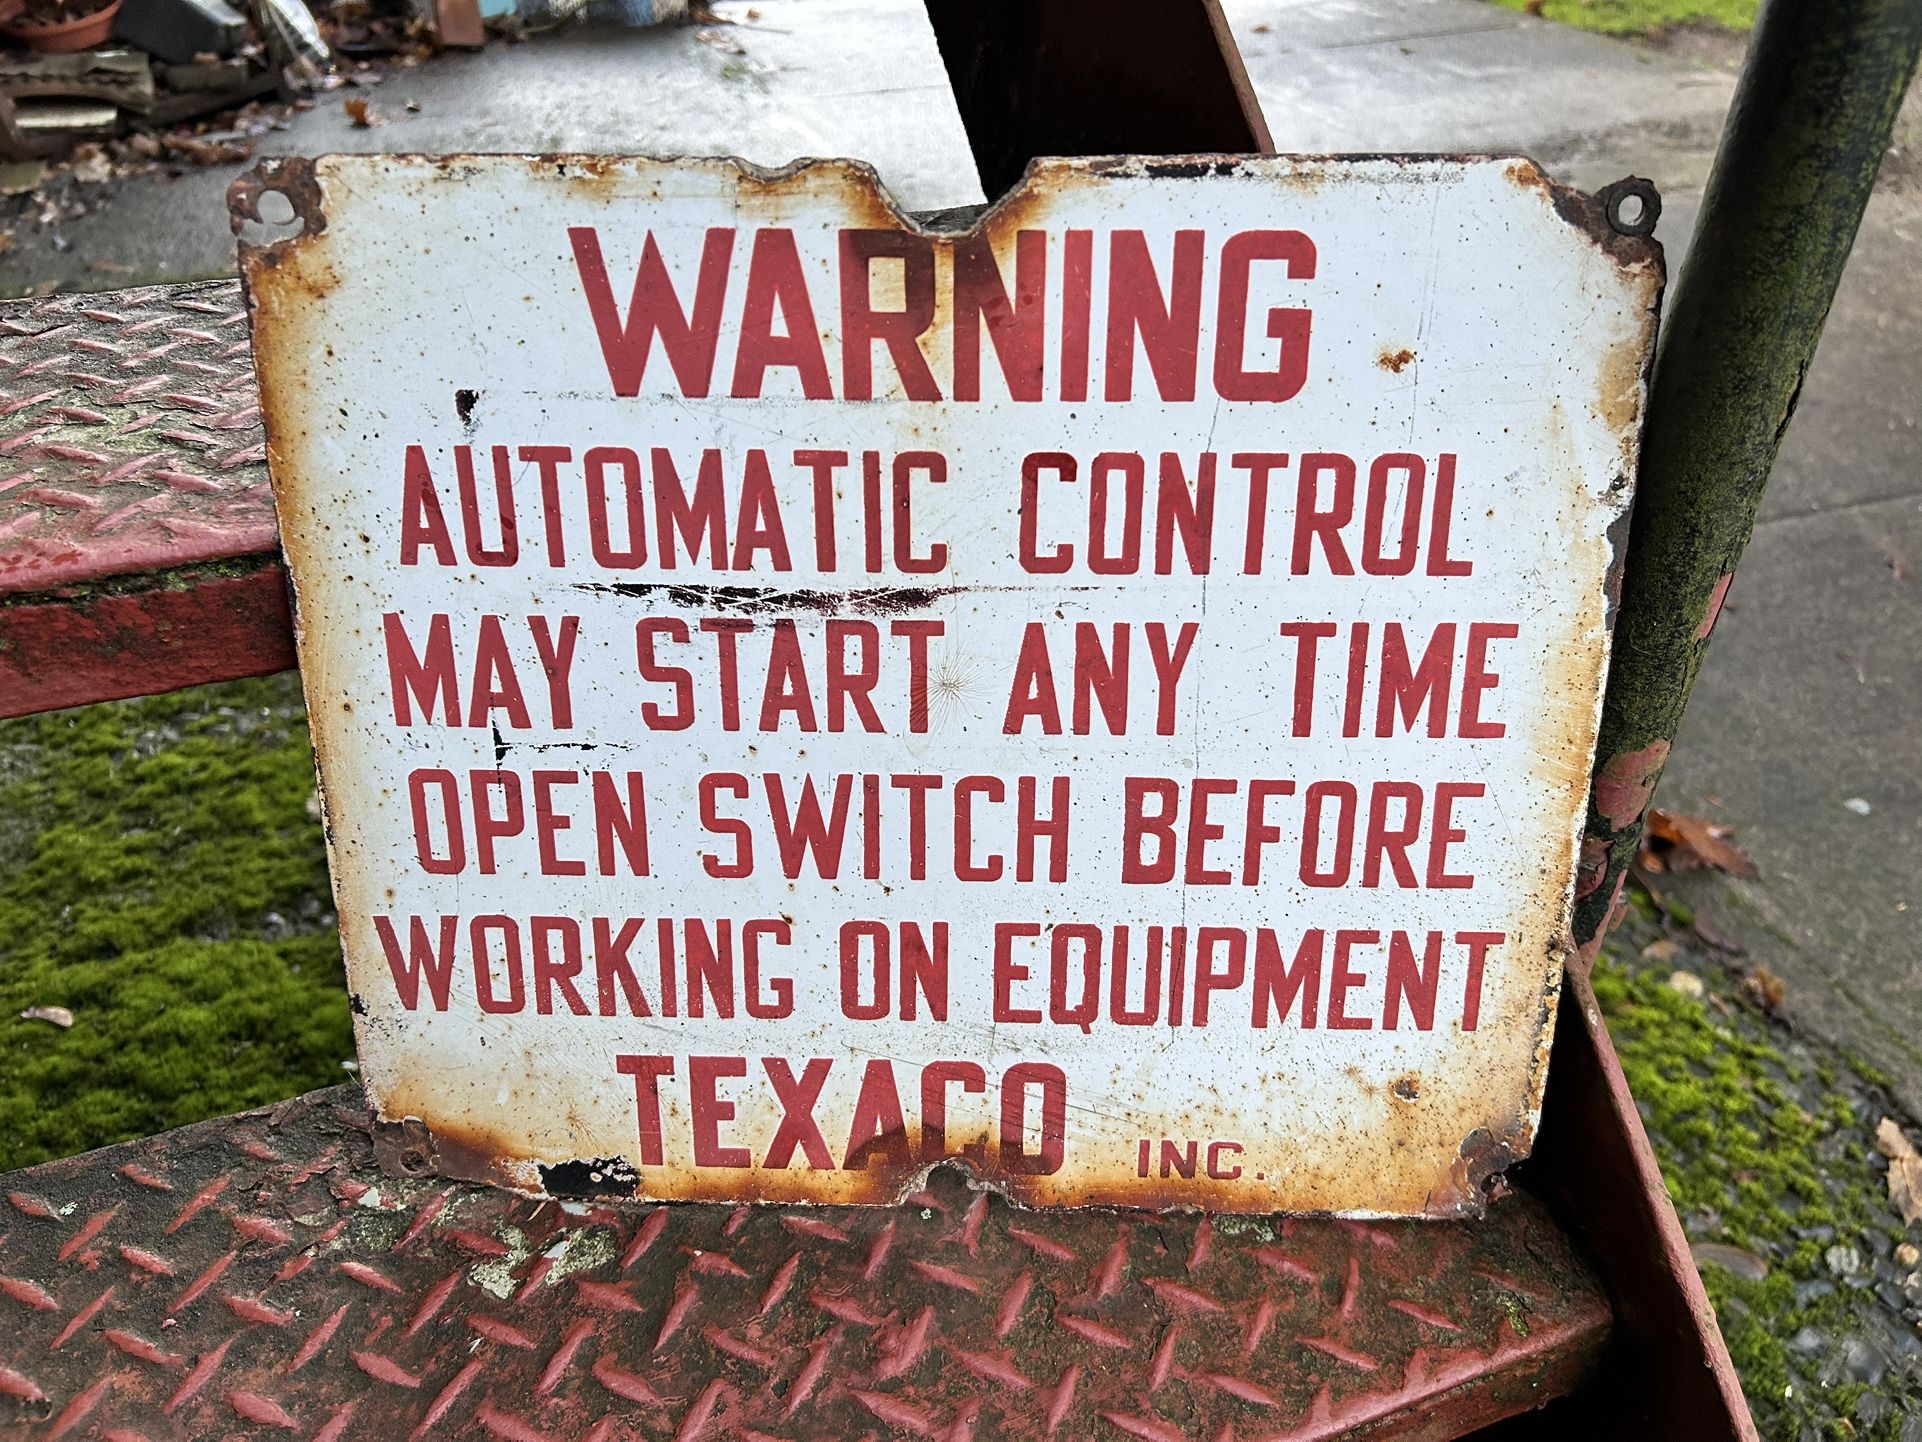 WARNING
AUTOMATIC CONTROL
MAY START ANY TIME
OPEN SWITCH BEFORE
WORKING ON EQUIPMENT
TEXACO INC.